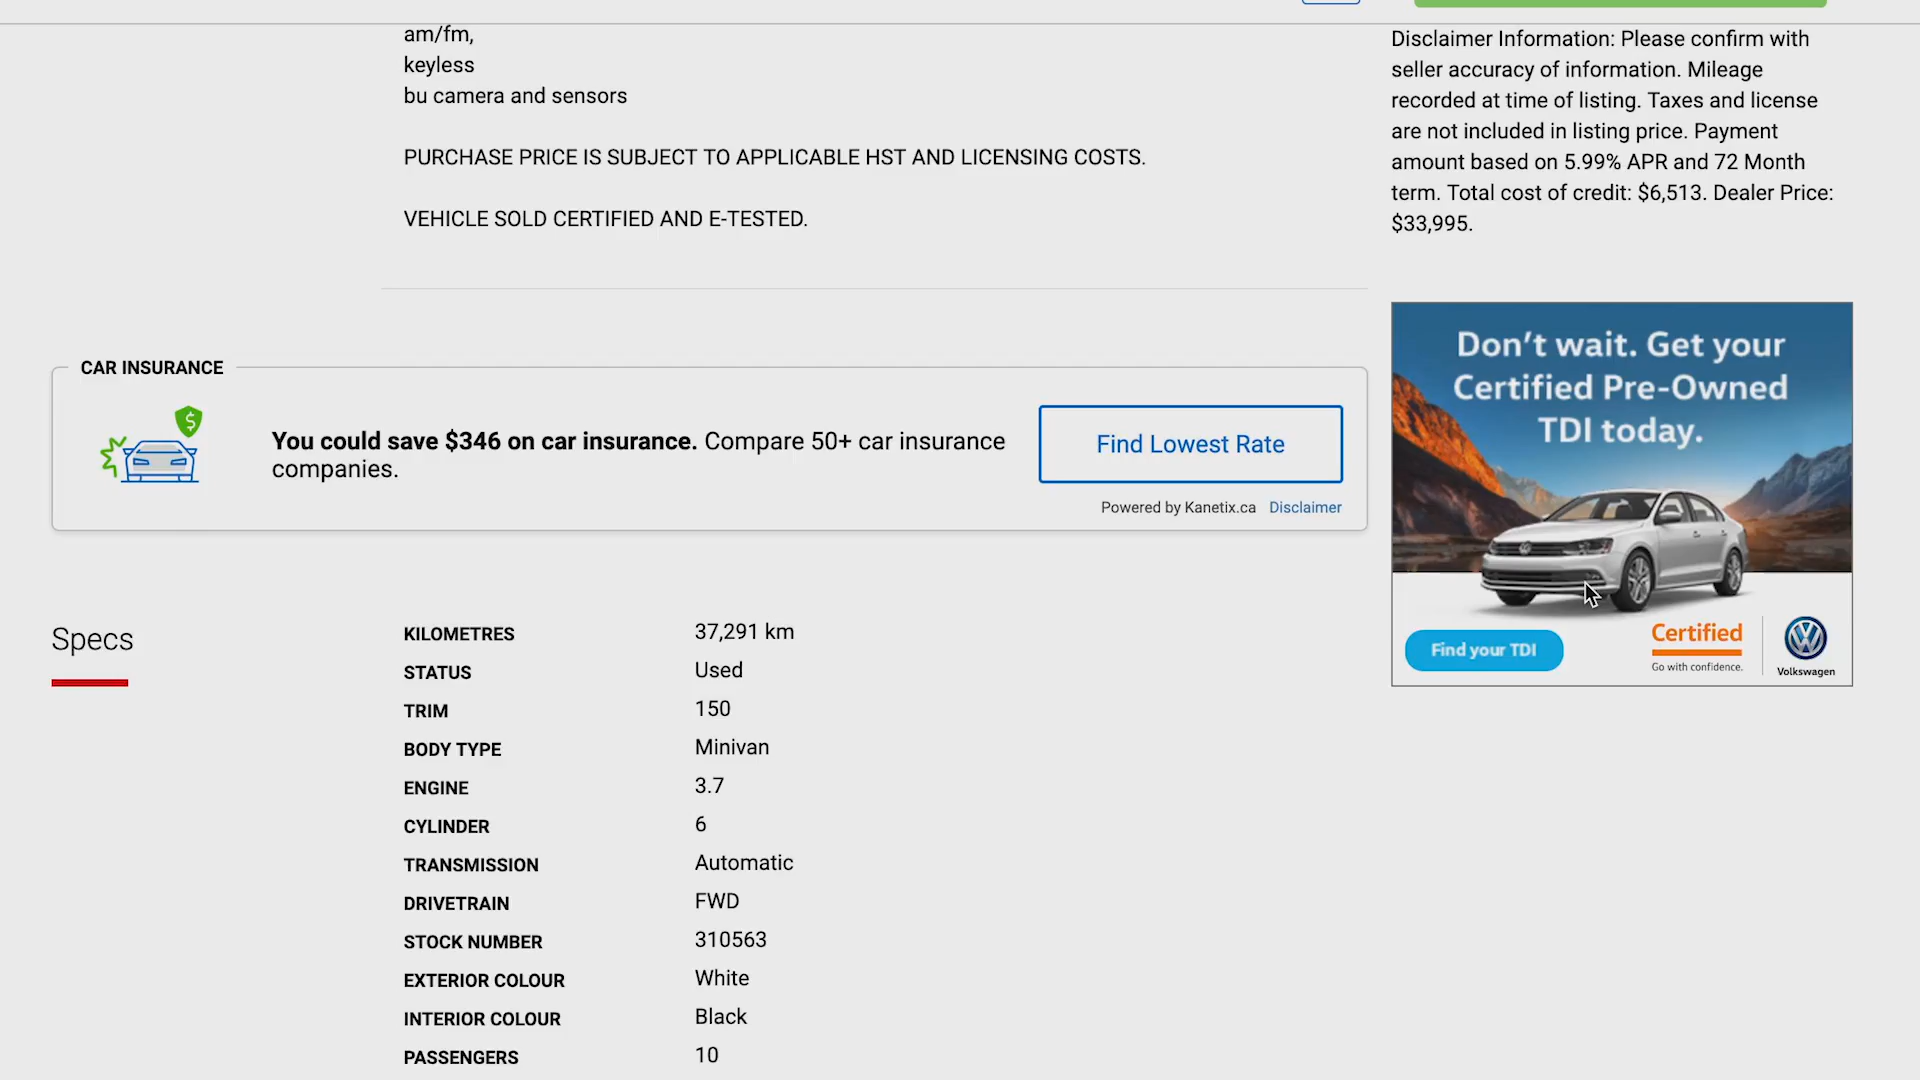 am/fm,
keyless
bu camera and sensors
PURCHASE PRICE IS SUBJECT TO APPLICABLE HST AND LICENSING COSTS.
VEHICLE SOLD CERTIFIED AND E-TESTED.
Disclaimer Information: Please confirm with
seller accuracy of information. Mileage
recorded at time of listing. Taxes and license
are not included in listing price. Payment
amount based on 5.99% APR and 72 Month
term. Total cost of credit: $6,513. Dealer Price:
$33,995.
CAR INSURANCE
$
You could save $346 on car insurance. Compare 50+ car insurance
companies.
Find Lowest Rate
Powered by Kanetix.ca Disclaimer
Don't wait. Get your
Certified Pre-Owned
TDI today.
Find your TDI
Certified
Go with confidence.
Volkswagen
Specs
KILOMETRES 37,291 km
STATUS Used
TRIM 150
BODY TYPE Minivan
ENGINE 3.7
CYLINDER 6
TRANSMISSION Automatic
DRIVETRAIN FWD
STOCK NUMBER 310563
EXTERIOR COLOUR White
INTERIOR COLOUR Black
PASSENGERS 10